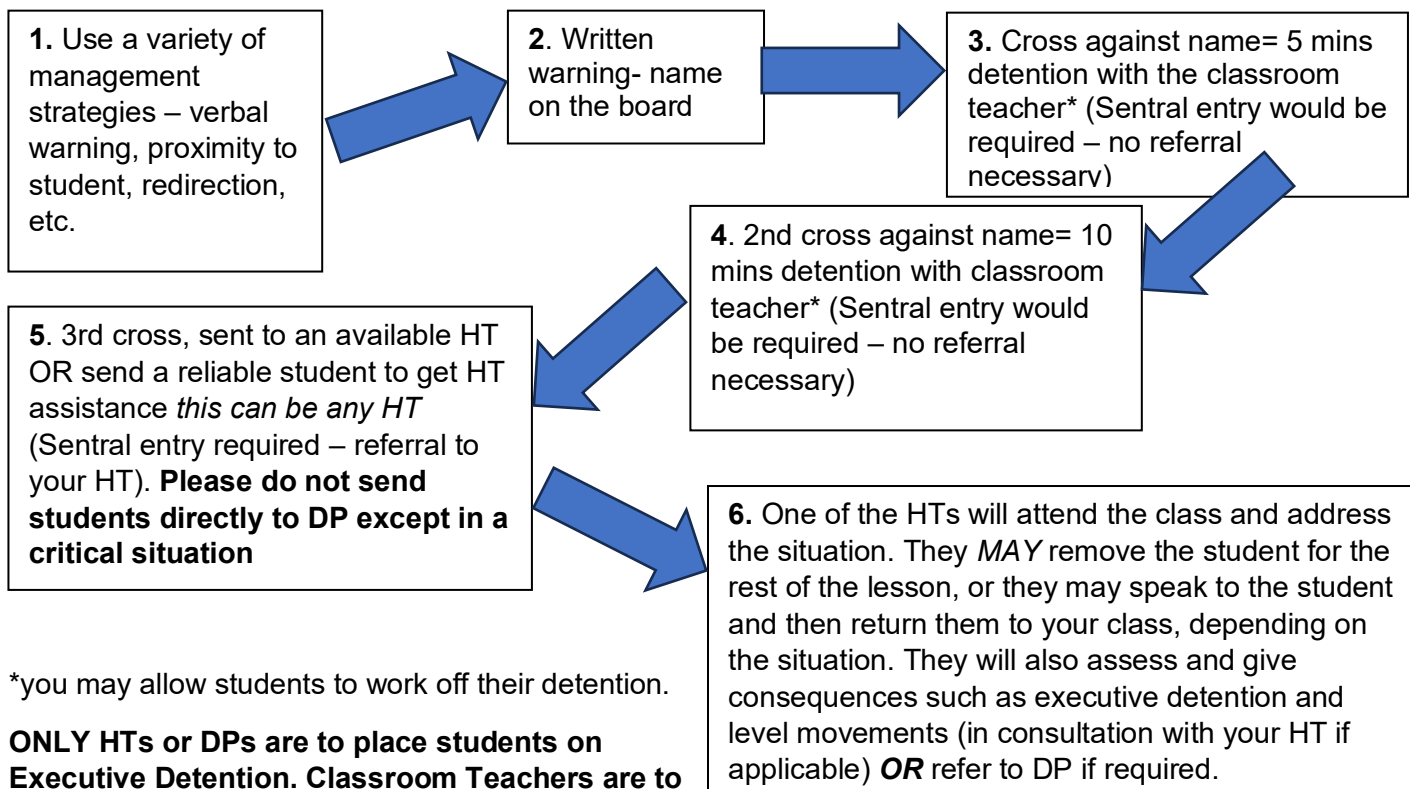 1. Use a variety of
management
strategies – verbal
warning, proximity to
student, redirection,
etc.
2. Written
warning- name
on the board
3. Cross against name= 5 mins
detention with the classroom
teacher* (Sentral entry would be
required – no referral
necessary)
4. 2nd cross against name= 10
mins detention with classroom
teacher* (Sentral entry would
be required – no referral
necessary)
5. 3rd cross, sent to an available HT
OR send a reliable student to get HT
assistance this can be any HT
(Sentral entry required – referral to
your HT). Please do not send
students directly to DP except in a
critical situation
6. One of the HTs will attend the class and address
the situation. They MAY remove the student for the
rest of the lesson, or they may speak to the student
and then return them to your class, depending on
the situation. They will also assess and give
consequences such as executive detention and
level movements (in consultation with your HT if
applicable) OR refer to DP if required.
*you may allow students to work off their detention.
ONLY HTs or DPs are to place students on
Executive Detention. Classroom Teachers are to